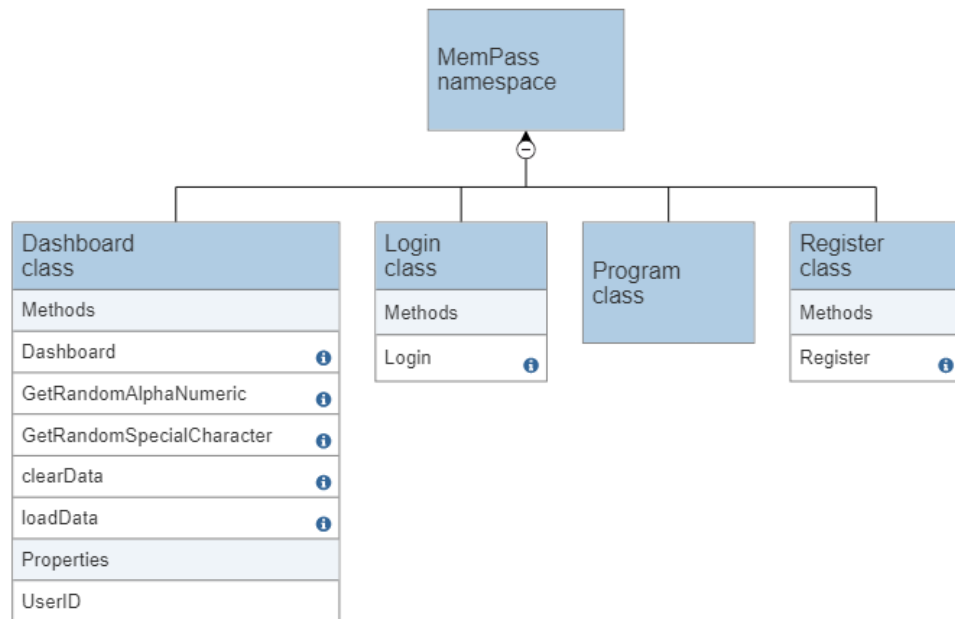 MemPass
namespace
Dashboard
class
Methods
Dashboard
GetRandomAlphaNumeric
GetRandomSpecialCharacter
clearData
loadData
Properties
UserID
Login
class
Methods
Login
Program
class
Register
class
Methods
Register